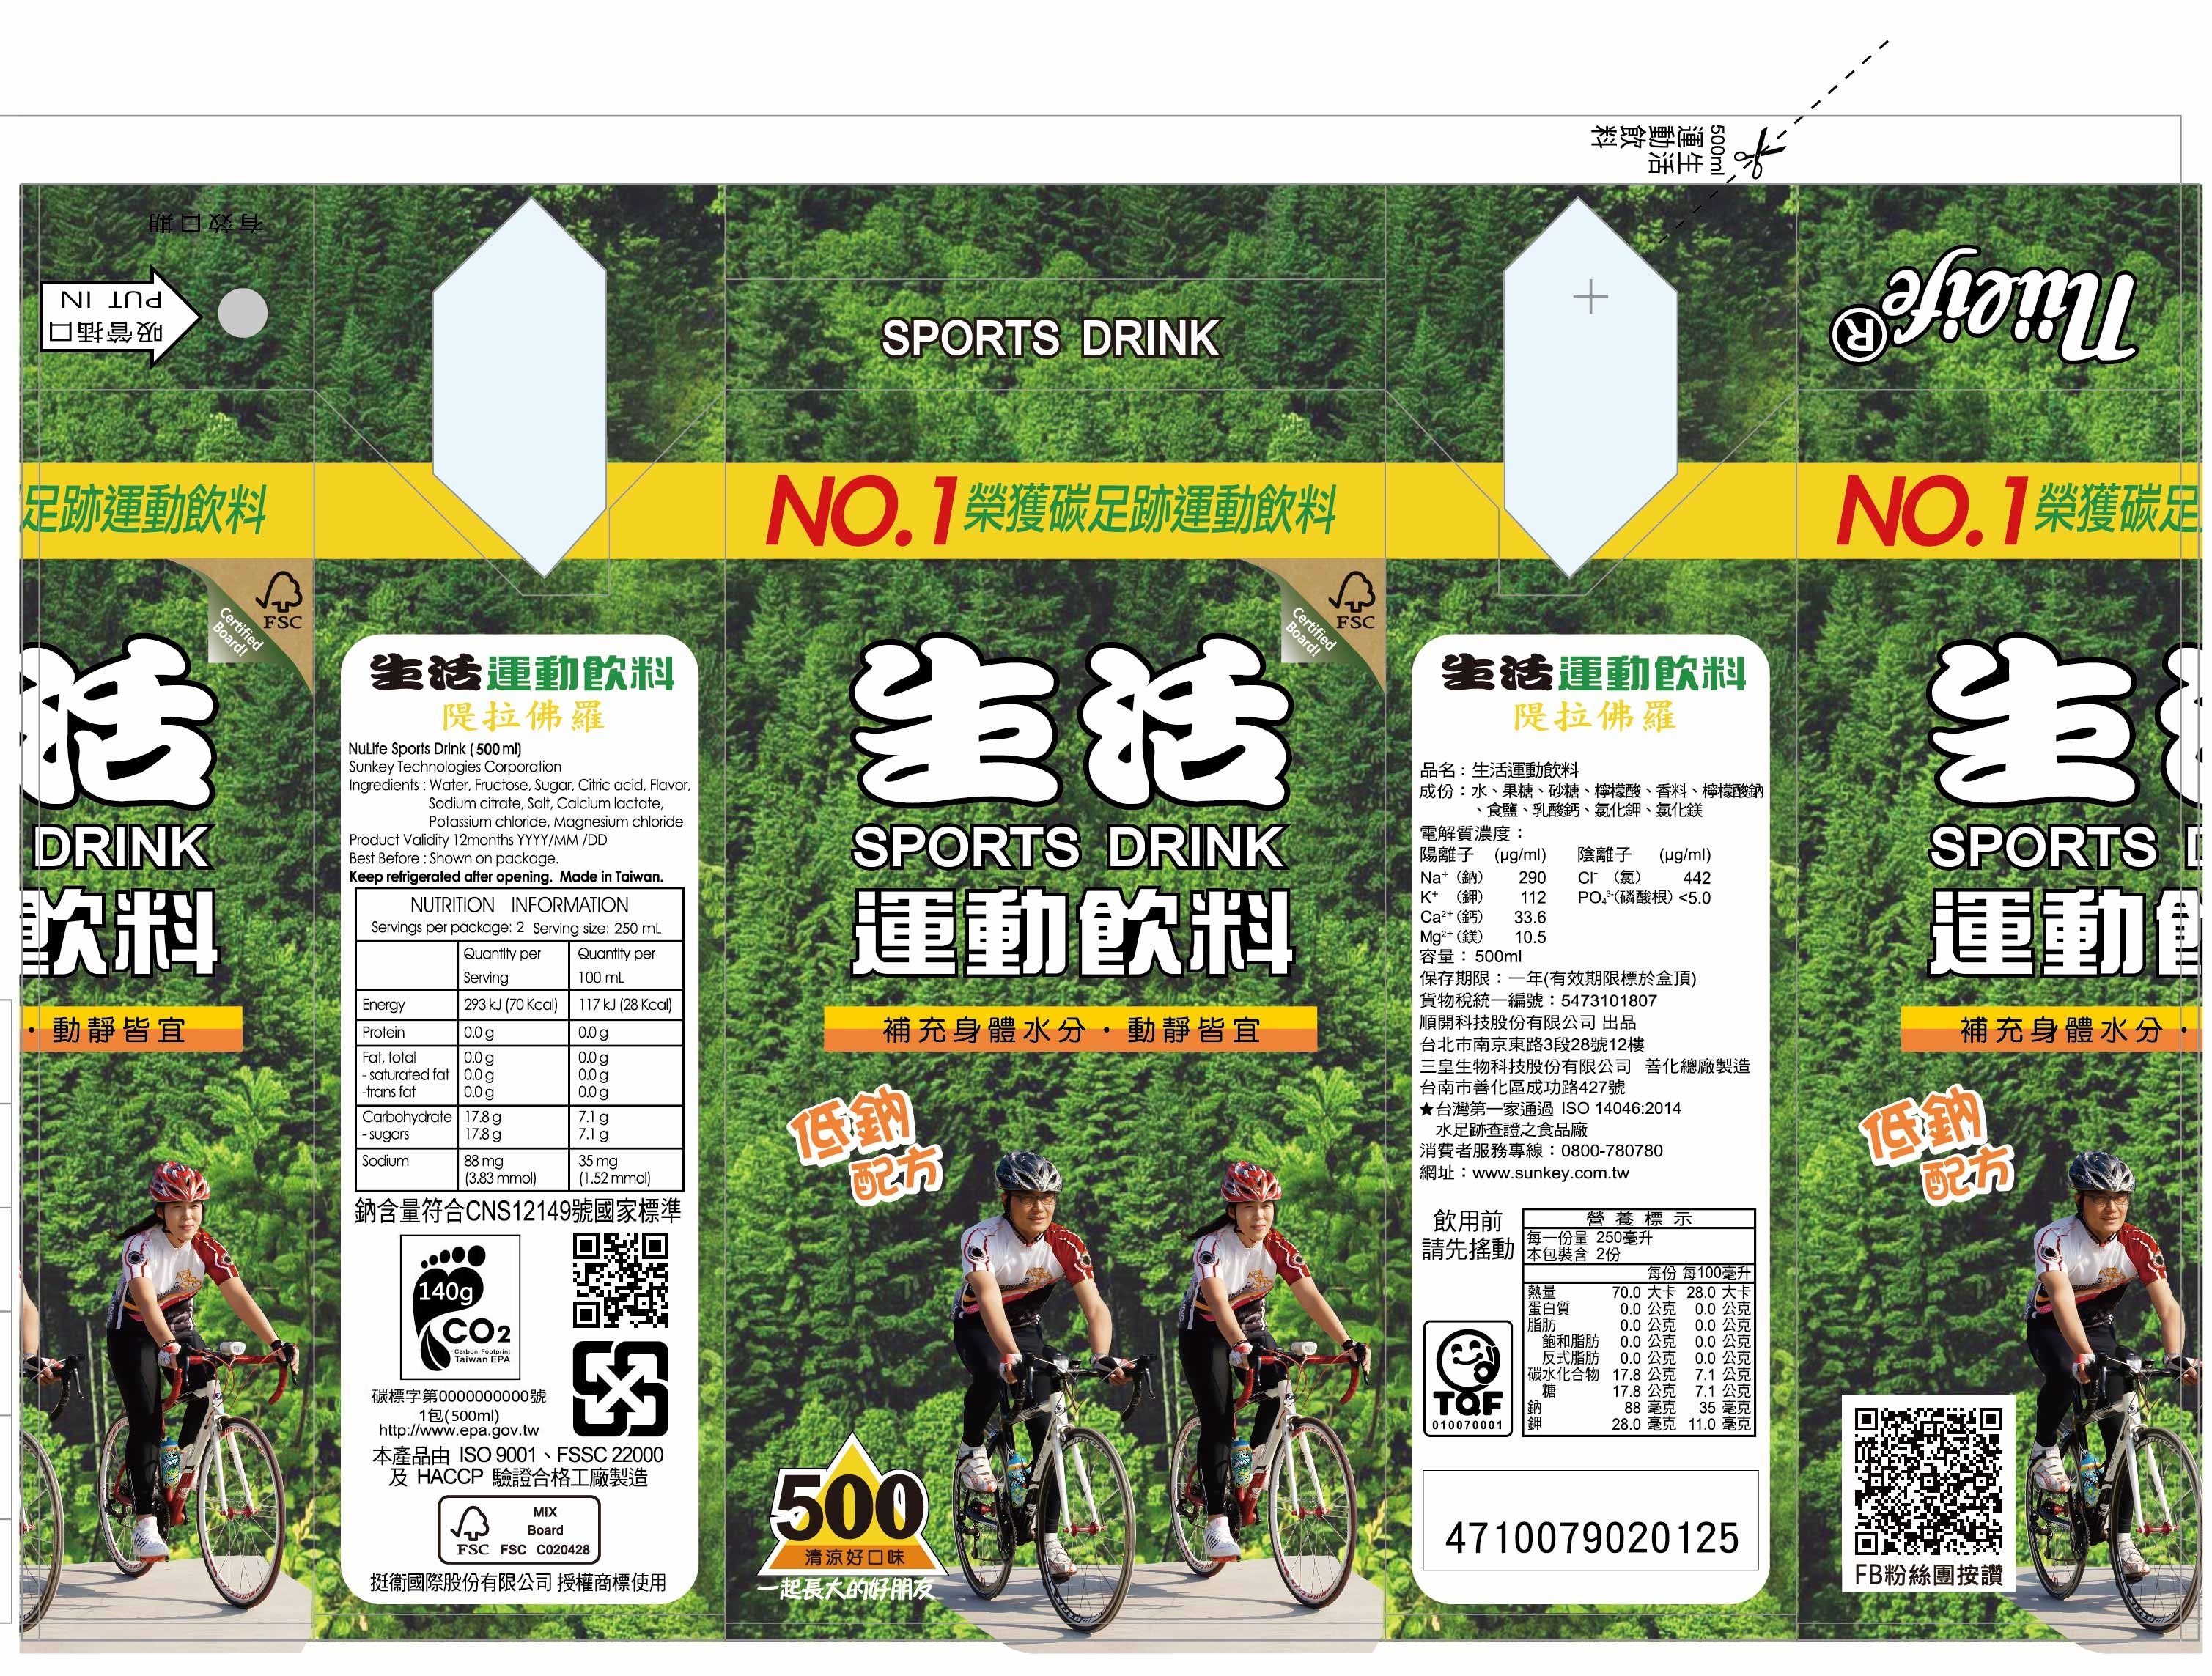 500ml
生活
運動
飲料
有效日期
吸管插口
PUT IN
SPORTS DRINK
Nülife®
足跡運動飲料
NO.1榮獲碳足跡運動飲料
NO.1榮獲碳足
FSC
Certified
Board!
活
DRINK
飲料
・動靜皆宜
生活運動飲料
隄拉佛羅
NuLife Sports Drink ( 500 ml)
Sunkey Technologies Corporation
Ingredients : Water, Fructose, Sugar, Citric acid, Flavor,
Sodium citrate, Salt, Calcium lactate,
Potassium chloride, Magnesium chloride
Product Validity 12months YYYY/MM /DD
Best Before : Shown on package.
Keep refrigerated after opening. Made in Taiwan.
NUTRITION INFORMATION
Servings per package: 2 Serving size: 250 mL
Quantity per Serving Quantity per 100 mL
Energy 293 kJ (70 Kcal) 117 kJ (28 Kcal)
Protein 0.0 g 0.0 g
Fat, total 0.0 g 0.0 g
- saturated fat 0.0 g 0.0 g
-trans fat 0.0 g 0.0 g
Carbohydrate 17.8 g 7.1 g
- sugars 17.8 g 7.1 g
Sodium 88 mg 35 mg
(3.83 mmol) (1.52 mmol)
鈉含量符合CNS12149號國家標準
140g
CO2
Carbon Footprint
Taiwan EPA
碳標字第0000000000號
1包(500ml)
http://www.epa.gov.tw
本產品由 ISO 9001、FSSC 22000
及 HACCP 驗證合格工廠製造
MIX
Board
FSC FSC C020428
挺衞國際股份有限公司 授權商標使用
FSC
Certified
Board!
生活
SPORTS DRINK
運動飲料
補充身體水分・動靜皆宜
低鈉
配方
500
清涼好口味
一起長大的好朋友
生活運動飲料
隄拉佛羅
品名：生活運動飲料
成份：水、果糖、砂糖、檸檬酸、香料、檸檬酸鈉
、食鹽、乳酸鈣、氯化鉀、氯化鎂
電解質濃度：
陽離子 (μg/ml) 陰離子 (μg/ml)
Na⁺ (鈉) 290 Cl⁻ (氯) 442
K⁺ (鉀) 112 PO₄³⁻(磷酸根) <5.0
Ca²⁺ (鈣) 33.6
Mg²⁺ (鎂) 10.5
容量：500ml
保存期限：一年(有效期限標於盒頂)
貨物稅統一編號：5473101807
順開科技股份有限公司 出品
台北市南京東路3段28號12樓
三皇生物科技股份有限公司 善化總廠製造
台南市善化區成功路427號
★台灣第一家通過 ISO 14046:2014
水足跡查證之食品廠
消費者服務專線：0800-780780
網址：www.sunkey.com.tw
飲用前
請先搖動
營養標示
每一份量 250毫升
本包裝含 2份
每份 每100毫升
熱量 70.0 大卡 28.0 大卡
蛋白質 0.0 公克 0.0 公克
脂肪 0.0 公克 0.0 公克
飽和脂肪 0.0 公克 0.0 公克
反式脂肪 0.0 公克 0.0 公克
碳水化合物 17.8 公克 7.1 公克
糖 17.8 公克 7.1 公克
鈉 88 毫克 35 毫克
鉀 28.0 毫克 11.0 毫克
TQF
010070001
4710079020125
生
SPORTS
運動
補充身體水分・
低鈉
配方
FB粉絲團按讚